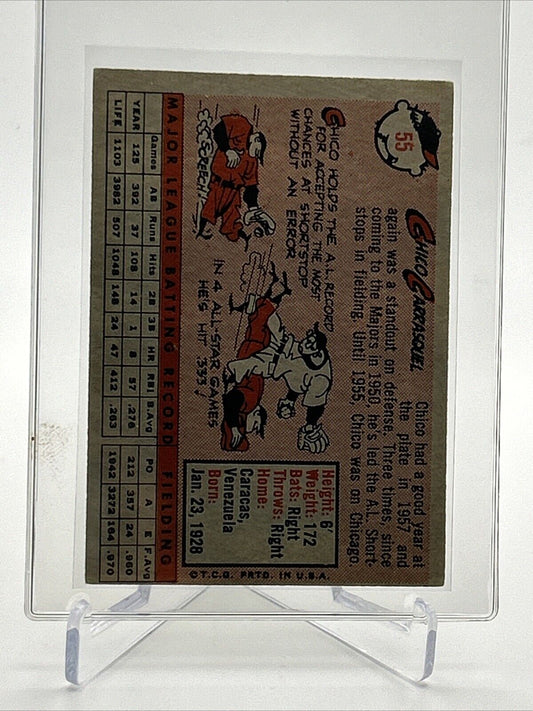 55
CHICO CARRASQUEL
Chico had a good year at
the plate in 1957 and
again was a standout on defense. Three times, since
coming to the Majors in 1950, he's led the A.L. Short-
stops in fielding. Until 1955, Chico was on Chicago.
CHICO HOLDS THE A.L. RECORD
FOR ACCEPTING THE MOST
CHANCES AT SHORTSTOP
WITHOUT AN ERROR
SCREECH!
IN 4 ALL-STAR GAMES
HE'S HIT .333!
Height: 6'
Weight: 172
Bats: Right
Throws: Right
Home:
Caracas,
Venezuela
Born:
Jan. 23, 1928
MAJOR LEAGUE BATTING RECORD FIELDING
Games AB Runs Hits 2B 3B HR RBI B.Avg PO A E F.Avg
YEAR 125 392 37 108 14 1 8 57 .276 212 357 24 .960
LIFE 1103 3982 507 1048 148 24 47 412 .263 1942 3272 164 .970
©T.C.G. PRTD. IN U.S.A.